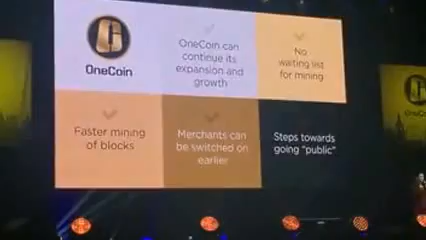 OneCoin
OneCoin can
continue its
expansion and
growth
No
waiting list
for mining
Faster mining
of blocks
Merchants can
be switched on
earlier
Steps towards
going "public"
OneCoin